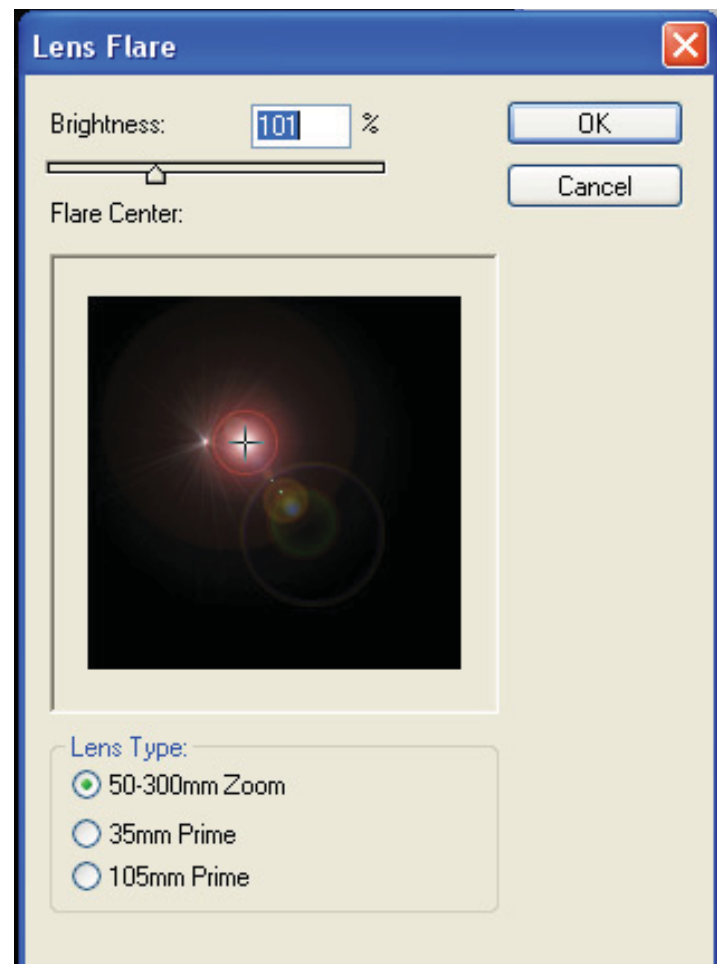 Lens Flare
Brightness: 101 % OK
Cancel
Flare Center:
Lens Type:
50-300mm Zoom
35mm Prime
105mm Prime